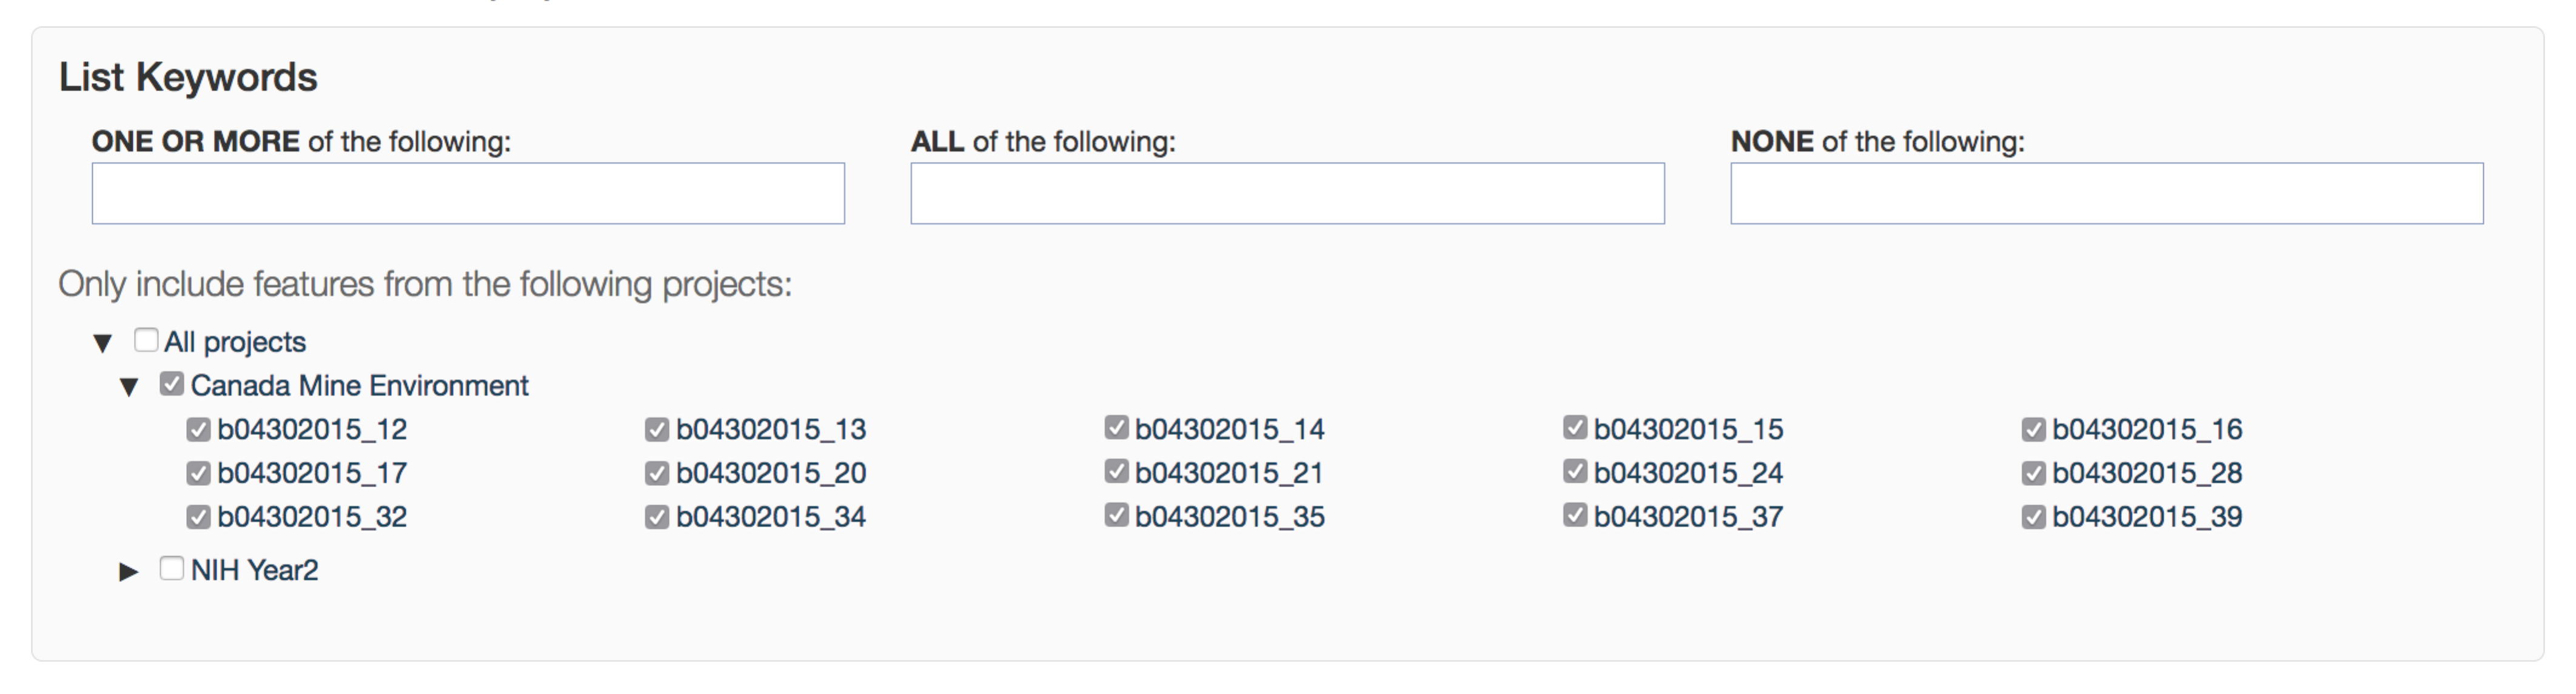 List Keywords
ONE OR MORE of the following: ALL of the following: NONE of the following:
Only include features from the following projects:
All projects
Canada Mine Environment
b04302015_12 b04302015_13 b04302015_14 b04302015_15 b04302015_16
b04302015_17 b04302015_20 b04302015_21 b04302015_24 b04302015_28
b04302015_32 b04302015_34 b04302015_35 b04302015_37 b04302015_39
NIH Year2